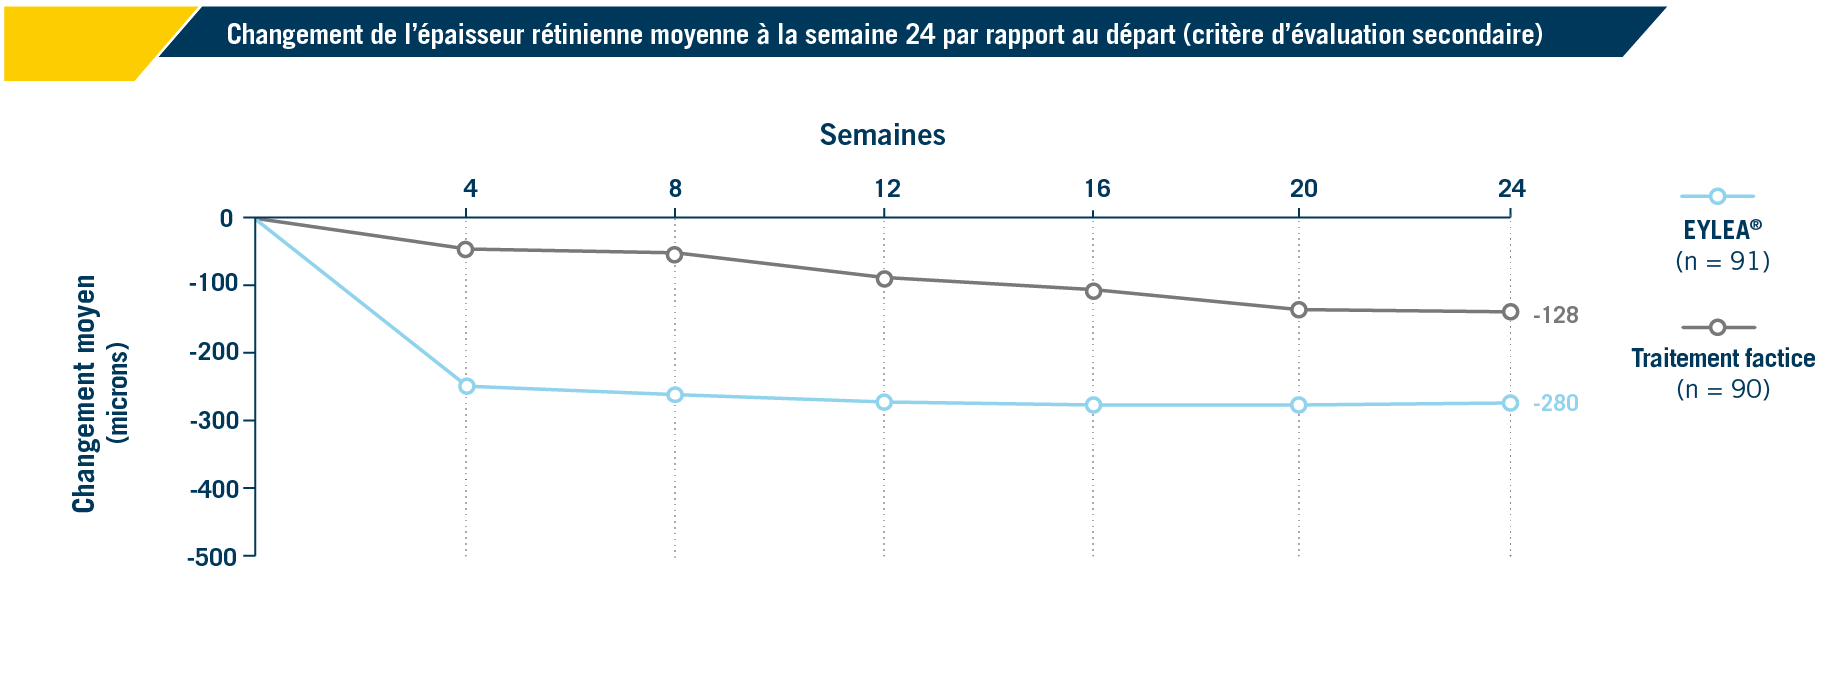 Changement de l’épaisseur rétinienne moyenne à la semaine 24 par rapport au départ (critère d’évaluation secondaire)
Semaines
4 8 12 16 20 24
0
-100
-200
-300
-400
-500
Changement moyen
(microns)
-128
-280
EYLEA®
(n = 91)
Traitement factice
(n = 90)